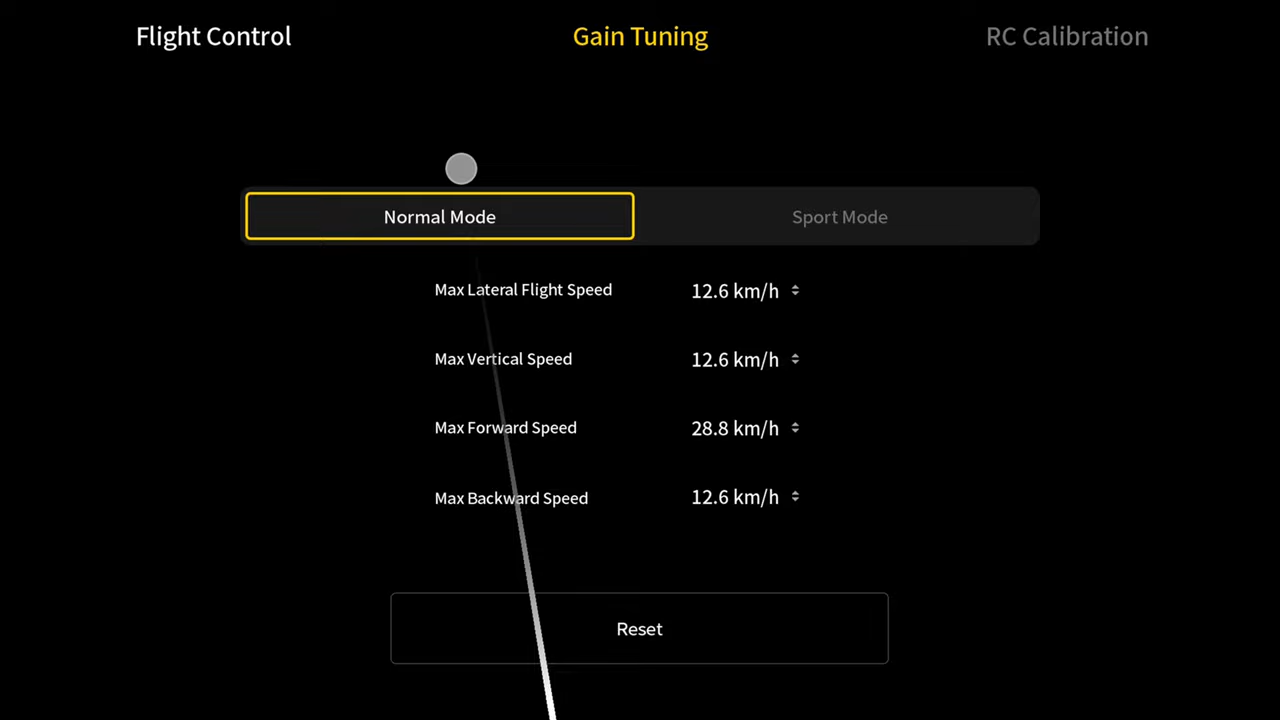 Flight Control
Gain Tuning
RC Calibration
Normal Mode
Sport Mode
Max Lateral Flight Speed 12.6 km/h
Max Vertical Speed 12.6 km/h
Max Forward Speed 28.8 km/h
Max Backward Speed 12.6 km/h
Reset